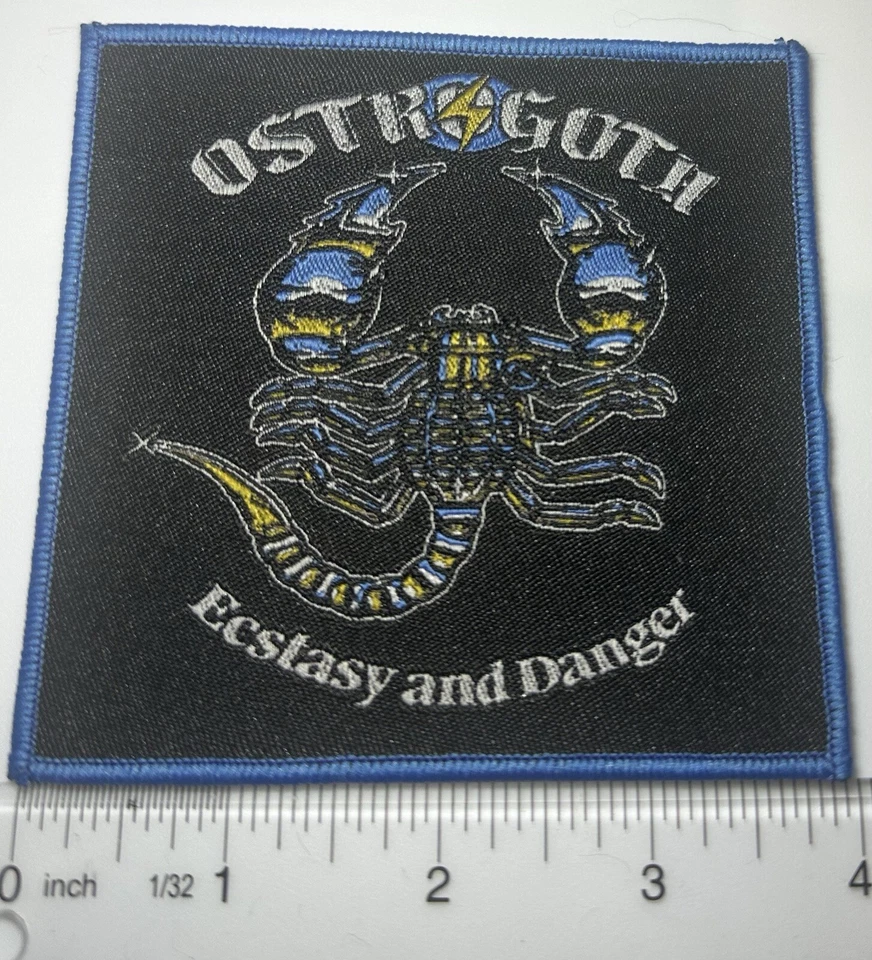 OSTROGOTH
Ecstasy and Danger
0 inch 1/32 1 2 3 4